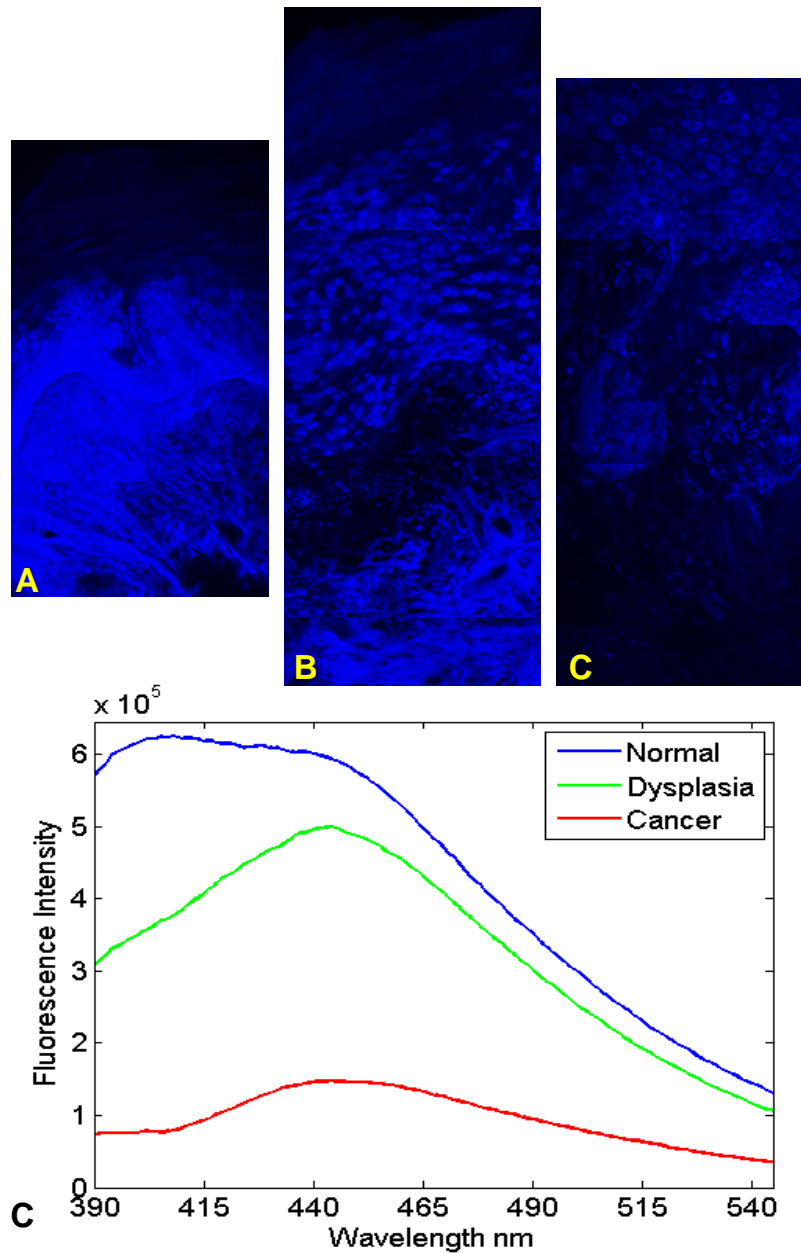 A
B
C
x 10^5
6
5
4
3
2
1
0
Fluorescence Intensity
Normal
Dysplasia
Cancer
390 415 440 465 490 515 540
Wavelength nm
C